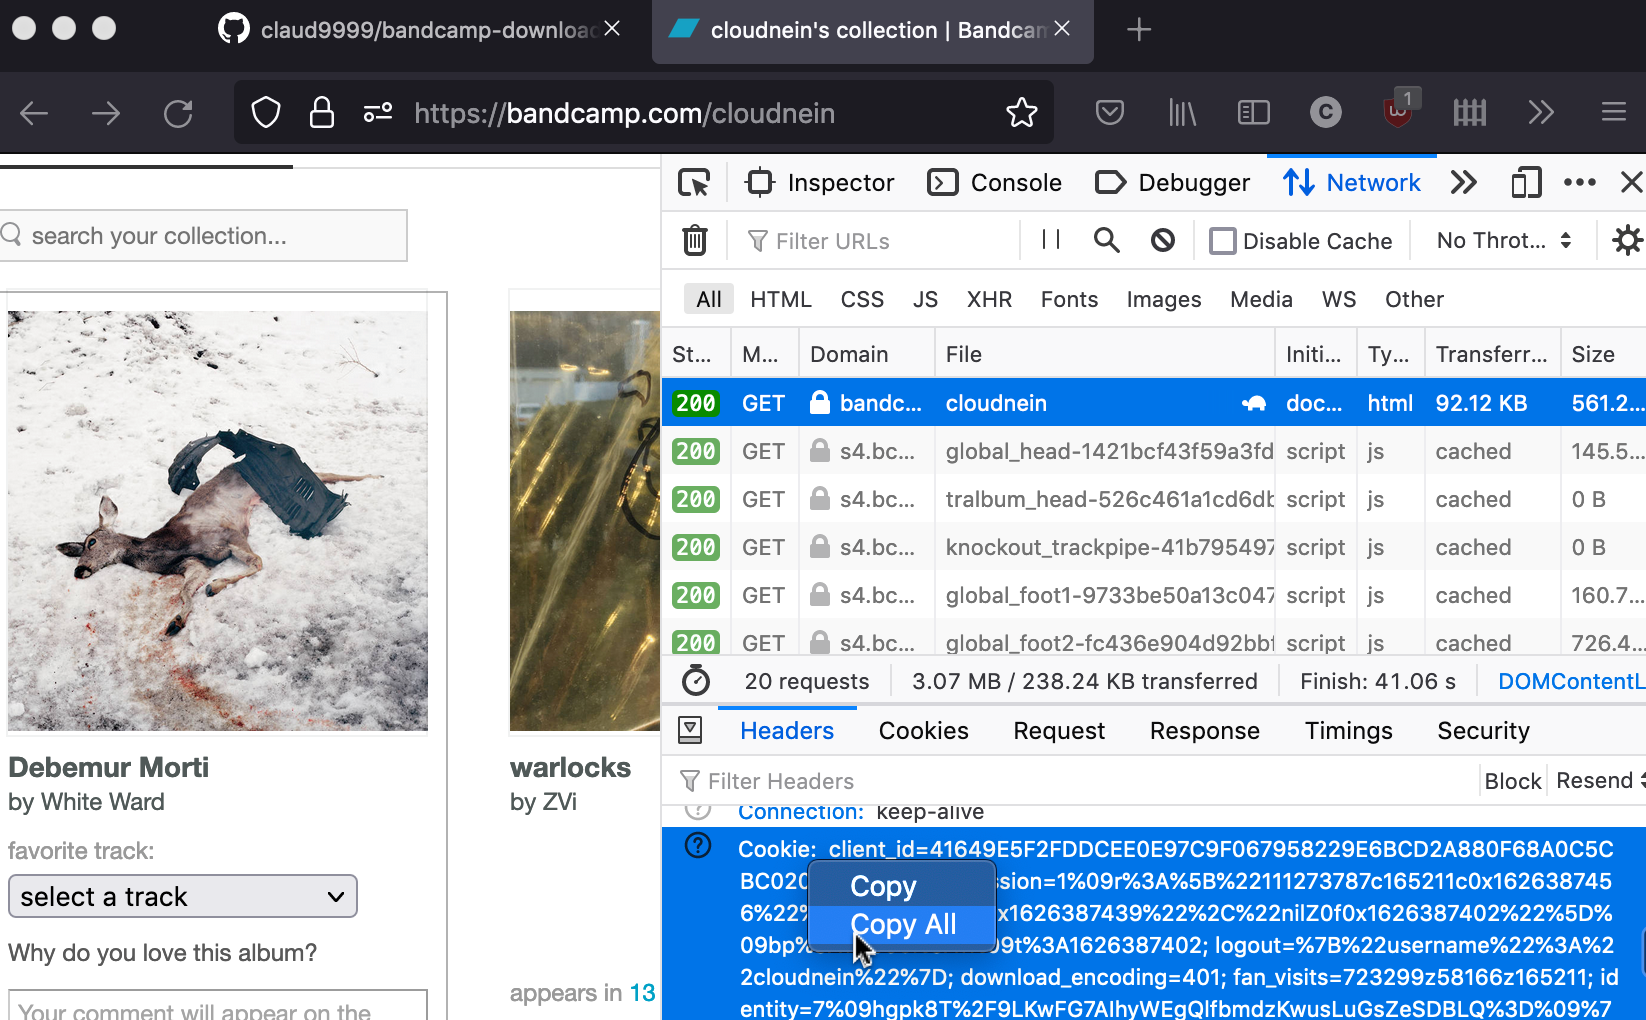 claud9999/bandcamp-downloa
cloudnein's collection | Bandcam
https://bandcamp.com/cloudnein
1
search your collection...
Debemur Morti
by White Ward
favorite track:
select a track
Why do you love this album?
Your comment will appear on the
warlocks
by ZVi
appears in 13
Inspector Console Debugger Network
Filter URLs Disable Cache No Throt...
All HTML CSS JS XHR Fonts Images Media WS Other
St... M... Domain File Initi... Ty... Transferr... Size
200 GET bandc... cloudnein doc... html 92.12 KB 561.2...
200 GET s4.bc... global_head-1421bcf43f59a3fd script js cached 145.5...
200 GET s4.bc... tralbum_head-526c461a1cd6db script js cached 0 B
200 GET s4.bc... knockout_trackpipe-41b795497 script js cached 0 B
200 GET s4.bc... global_foot1-9733be50a13c047 script js cached 160.7...
200 GET s4.bc... global_foot2-fc436e904d92bbf script js cached 726.4...
20 requests 3.07 MB / 238.24 KB transferred Finish: 41.06 s DOMContentL
Headers Cookies Request Response Timings Security
Filter Headers Block Resend
Connection: keep-alive
Cookie: client_id=41649E5F2FDDCEE0E97C9F067958229E6BCD2A880F68A0C5C
BC020 sion=1%09r%3A%5B%22111273787c165211c0x162638745
6%22% x1626387439%22%2C%22nilZ0f0x1626387402%22%5D%
09bp% 9t%3A1626387402; logout=%7B%22username%22%3A%2
2cloudnein%22%7D; download_encoding=401; fan_visits=723299z58166z165211; id
entity=7%09hgpk8T%2F9LKwFG7AlhyWEgQlfbmdzKwusLuGsZeSDBLQ%3D%09%7
Copy
Copy All